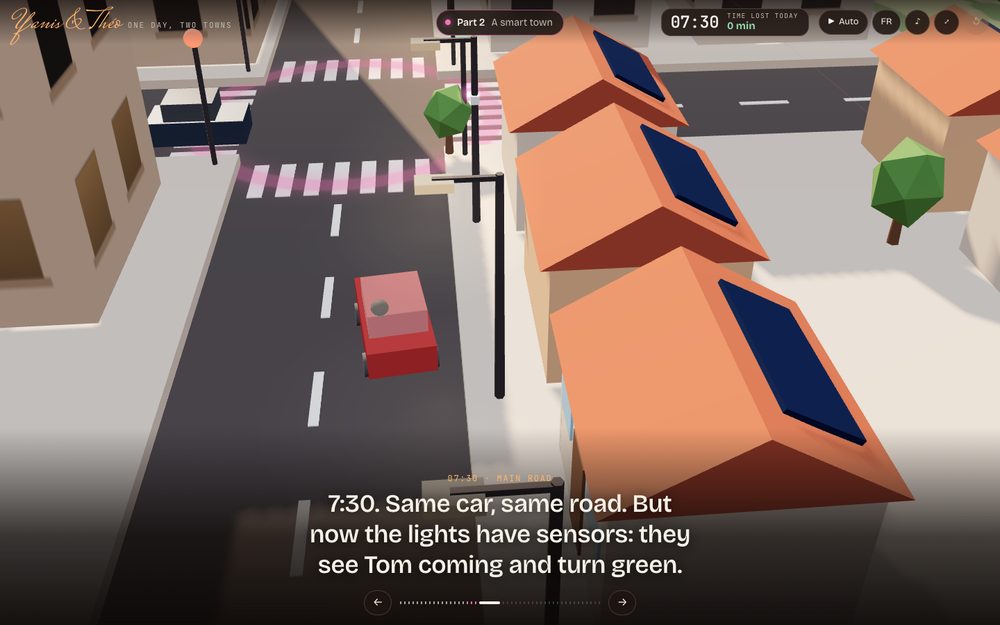 Yanis & Théo ONE DAY, TWO TOWNS
Part 2 A smart town
07:30 TIME LOST TODAY
0 min
Auto
FR
07:30 · MAIN ROAD
7:30. Same car, same road. But
now the lights have sensors: they
see Tom coming and turn green.